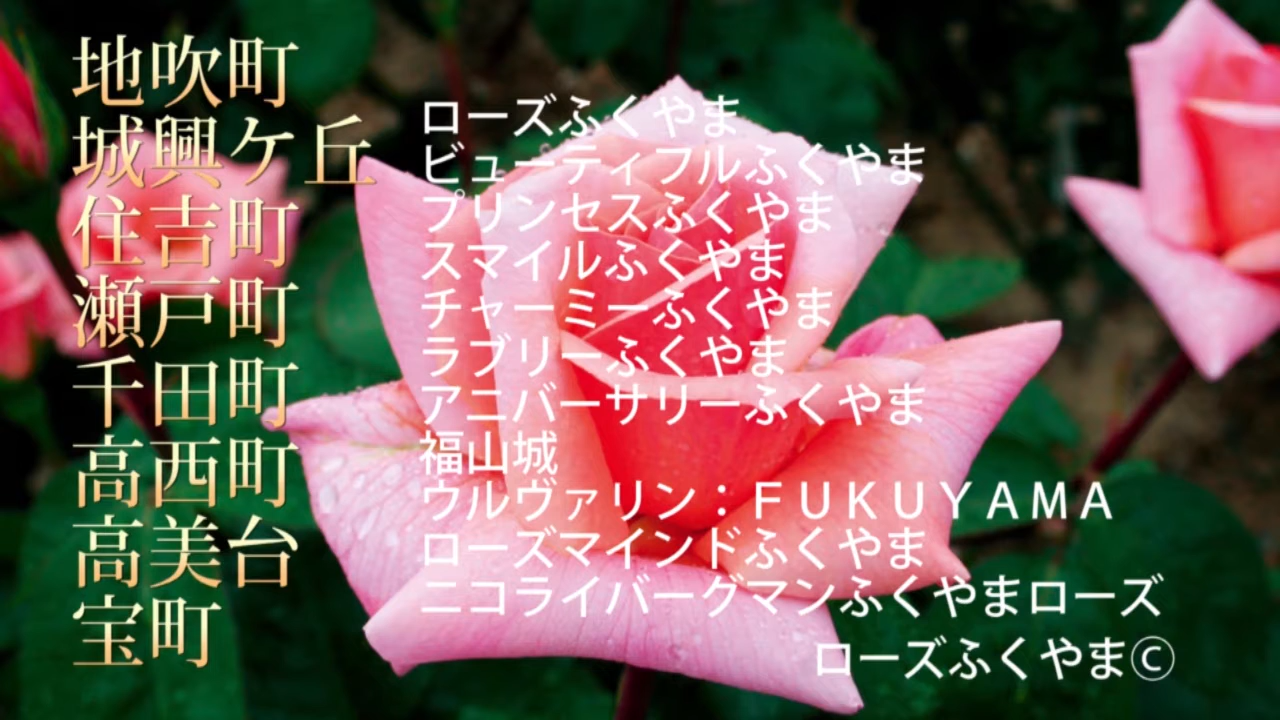 地吹町
城興ケ丘
住吉町
瀬戸町
千田町
高西町
高美台
宝町
ローズふくやま
ビューティフルふくやま
プリンセスふくやま
スマイルふくやま
チャーミーふくやま
ラブリーふくやま
アニバーサリーふくやま
福山城
ウルヴァリン：ＦＵＫＵＹＡＭＡ
ローズマインドふくやま
ニコライバーグマンふくやまローズ
ローズふくやまⒸ